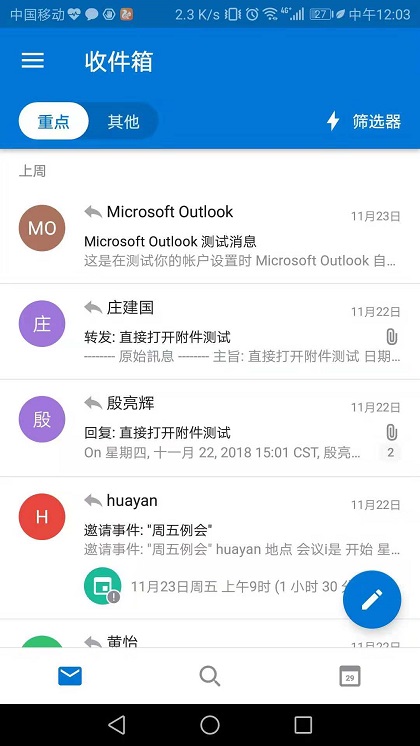 中国移动 2.3 K/s 4G 27 中午12:03
收件箱
重点 其他 筛选器
上周
MO Microsoft Outlook 11月23日
Microsoft Outlook 测试消息
这是在测试你的帐户设置时 Microsoft Outlook 自...
庄 庄建国 11月22日
转发: 直接打开附件测试
-------- 原始訊息 -------- 主旨: 直接打开附件测试 日期...
殷 殷亮辉 11月22日
回复: 直接打开附件测试
On 星期四, 十一月 22, 2018 15:01 CST, 殷亮... 2
H huayan 11月22日
邀请事件: "周五例会"
邀请事件: "周五例会" huayan 地点 会议i是 开始 星...
11月23日周五 上午9时 (1 小时 30 分
黄怡 11月22日
29